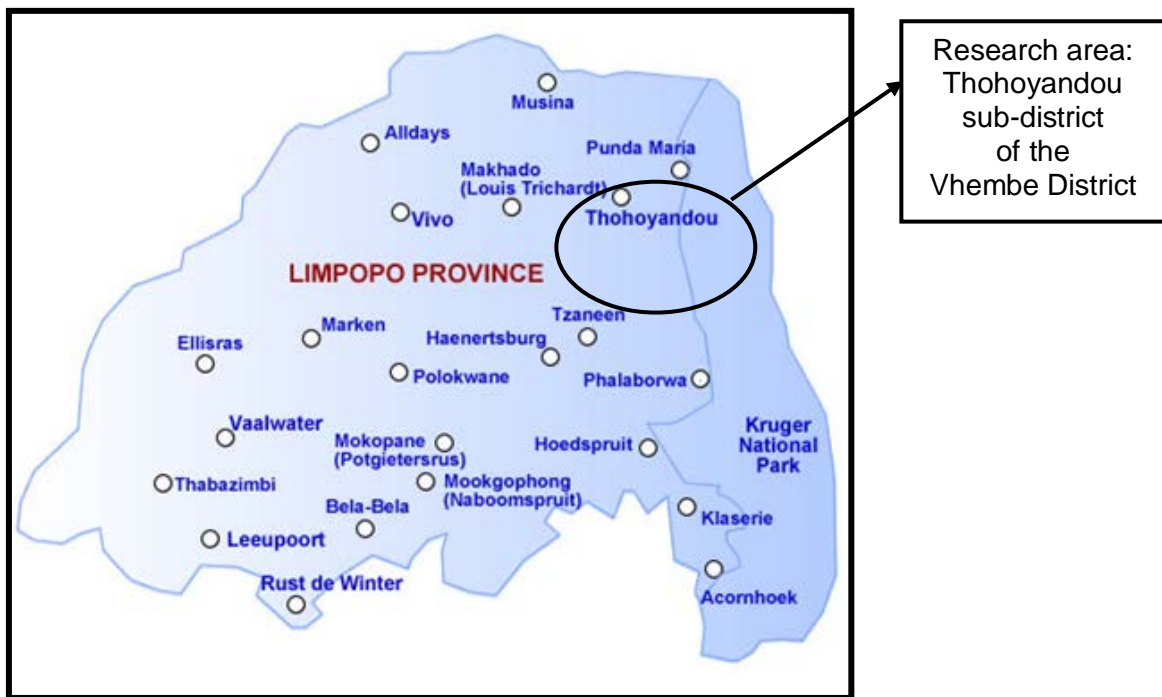 Research area:
Thohoyandou
sub-district
of the
Vhembe District
Musina
Alldays
Punda Maria
Makhado
(Louis Trichardt)
Thohoyandou
Vivo
LIMPOPO PROVINCE
Tzaneen
Marken
Haenertsburg
Ellisras
Polokwane
Phalaborwa
Vaalwater
Kruger
National
Park
Mokopane
(Potgietersrus)
Hoedspruit
Thabazimbi
Mookgophong
(Naboomspruit)
Bela-Bela
Klaserie
Leeupoort
Rust de Winter
Acornhoek